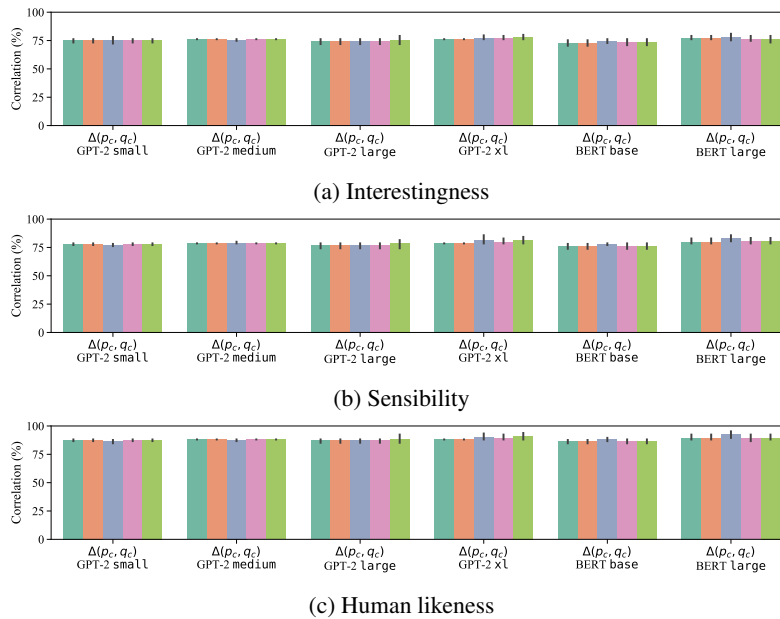 100
75
50
25
0
Correlation (%)
Δ(p_c, q_c) Δ(p_c, q_c) Δ(p_c, q_c) Δ(p_c, q_c) Δ(p_c, q_c) Δ(p_c, q_c)
GPT-2 small GPT-2 medium GPT-2 large GPT-2 xl BERT base BERT large
(a) Interestingness
100
75
50
25
0
Correlation (%)
Δ(p_c, q_c) Δ(p_c, q_c) Δ(p_c, q_c) Δ(p_c, q_c) Δ(p_c, q_c) Δ(p_c, q_c)
GPT-2 small GPT-2 medium GPT-2 large GPT-2 xl BERT base BERT large
(b) Sensibility
100
75
50
25
0
Correlation (%)
Δ(p_c, q_c) Δ(p_c, q_c) Δ(p_c, q_c) Δ(p_c, q_c) Δ(p_c, q_c) Δ(p_c, q_c)
GPT-2 small GPT-2 medium GPT-2 large GPT-2 xl BERT base BERT large
(c) Human likeness